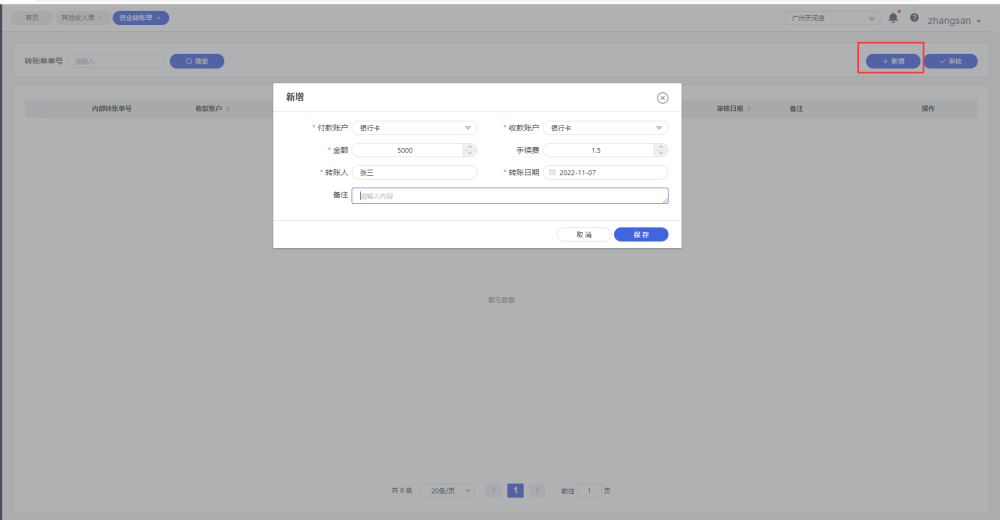 首页 其他收入单 × 资金转账单 × 广州天河店 zhangsan
转账单单号 请输入 搜索 + 新增 审核
内部转账单号 收款账户 审核日期 备注 操作
新增
* 付款账户 银行卡 * 收款账户 银行卡
* 金额 5000 手续费 1.5
* 转账人 张三 * 转账日期 2022-11-07
备注 请输入内容
取消 保存
暂无数据
共 0 条 20条/页 < 1 > 前往 1 页